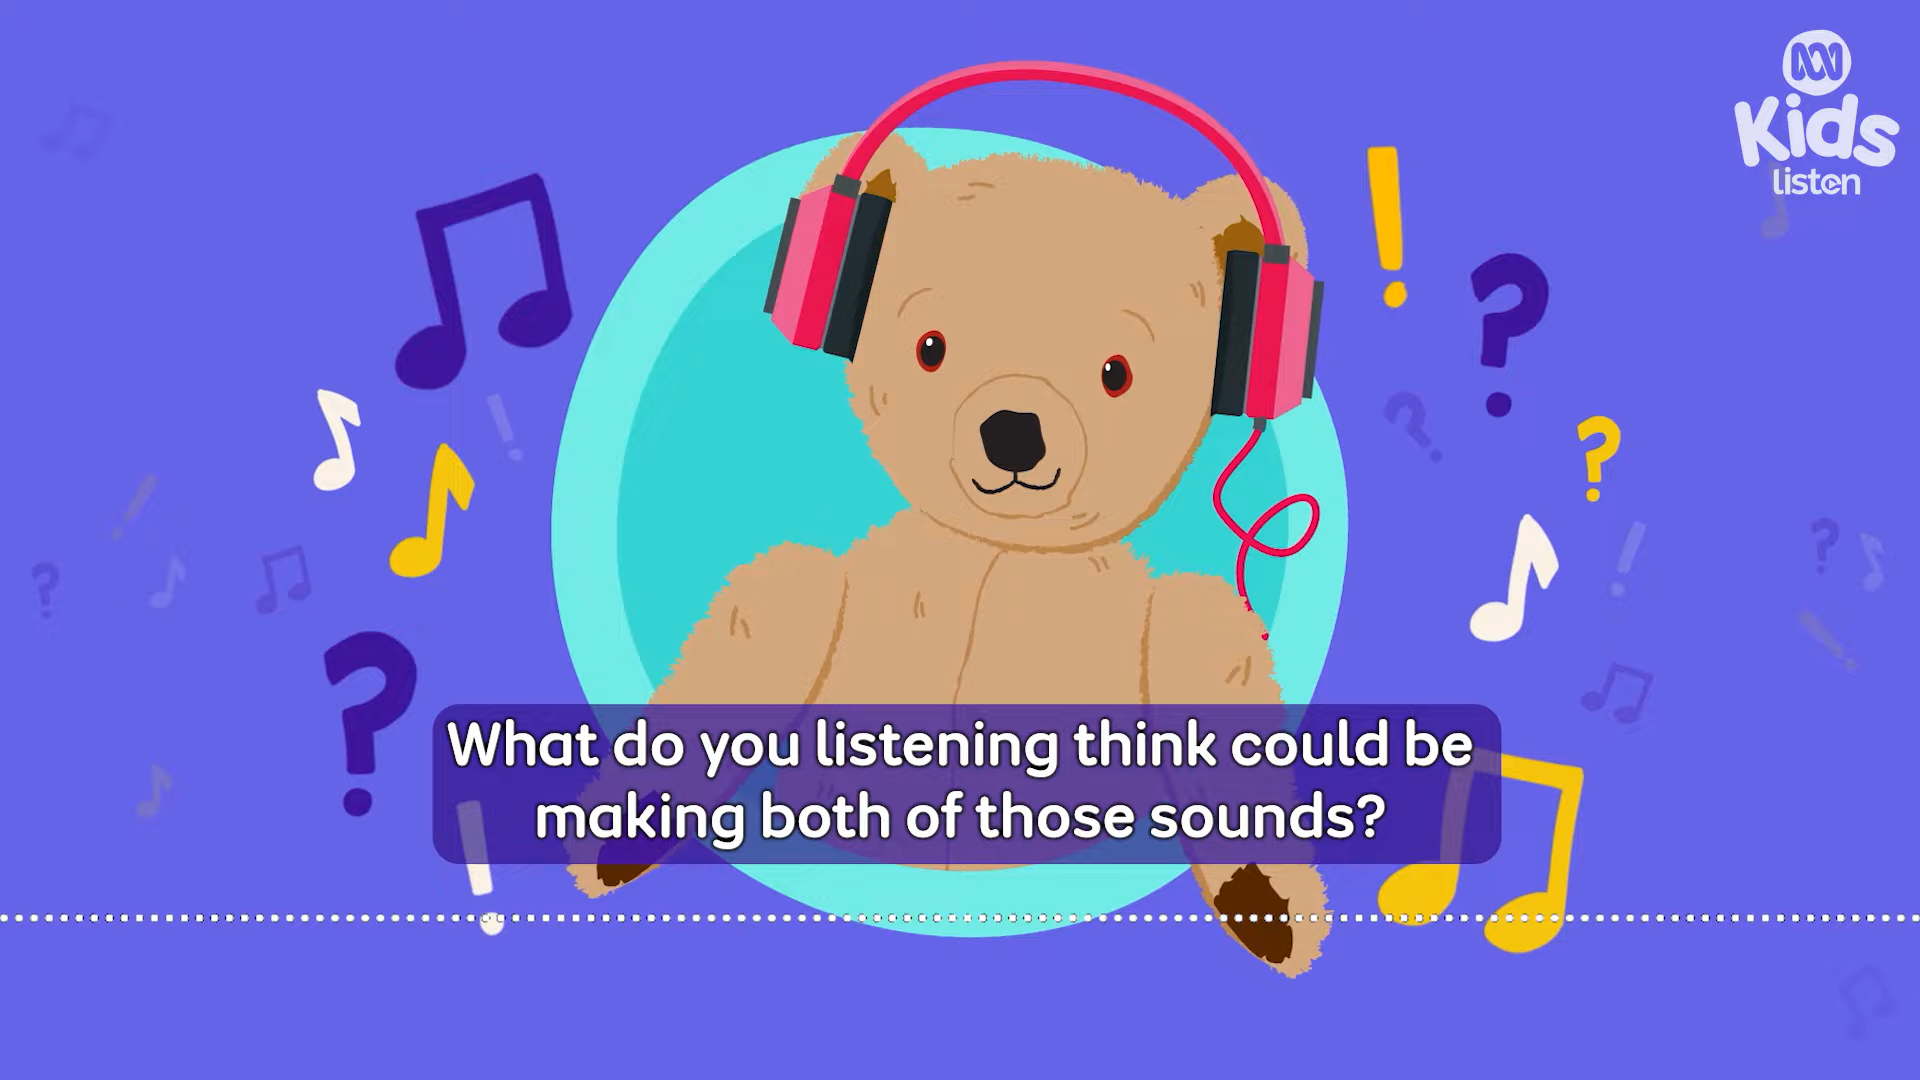 Kids
listen
What do you listening think could be
making both of those sounds?